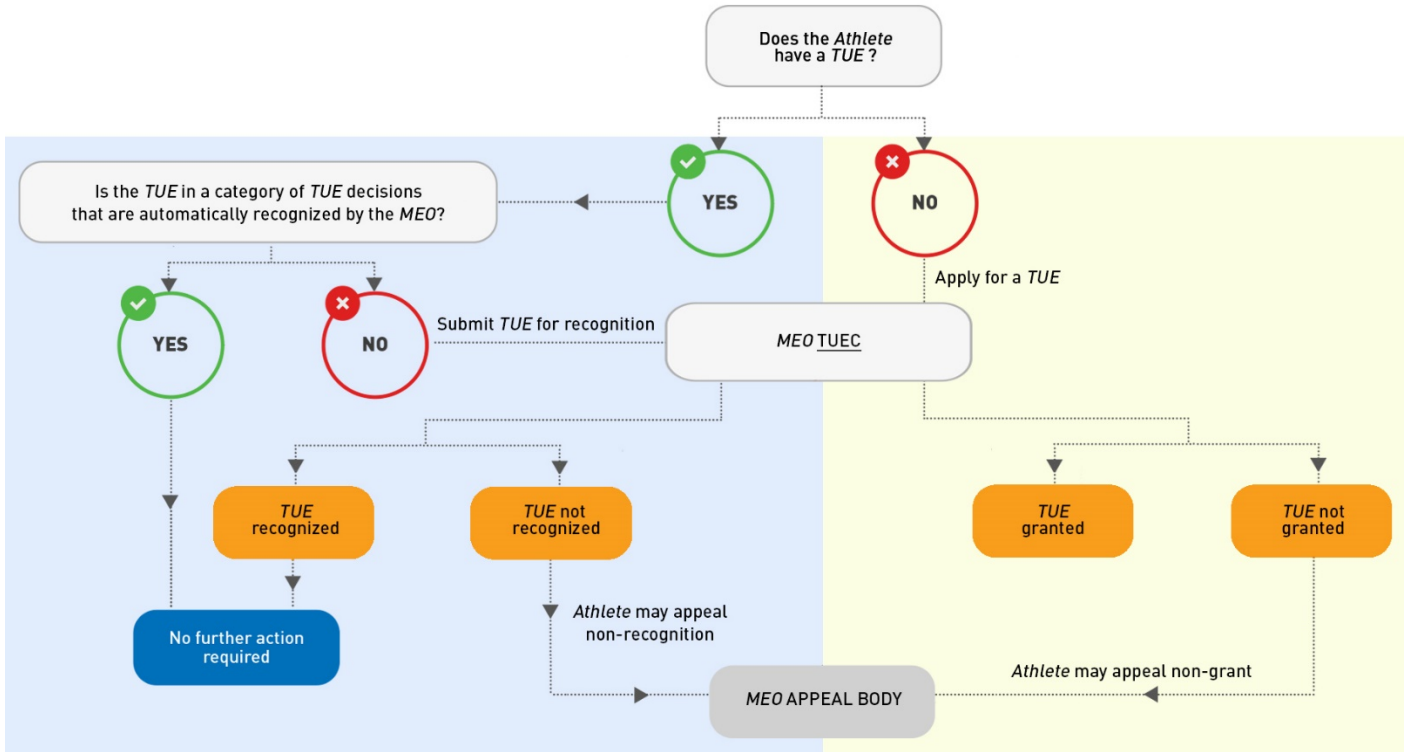 Does the Athlete
have a TUE ?
YES
NO
Is the TUE in a category of TUE decisions
that are automatically recognized by the MEO?
Apply for a TUE
YES
NO
Submit TUE for recognition
MEO TUEC
TUE
recognized
TUE not
recognized
TUE
granted
TUE not
granted
No further action
required
Athlete may appeal
non-recognition
Athlete may appeal non-grant
MEO APPEAL BODY